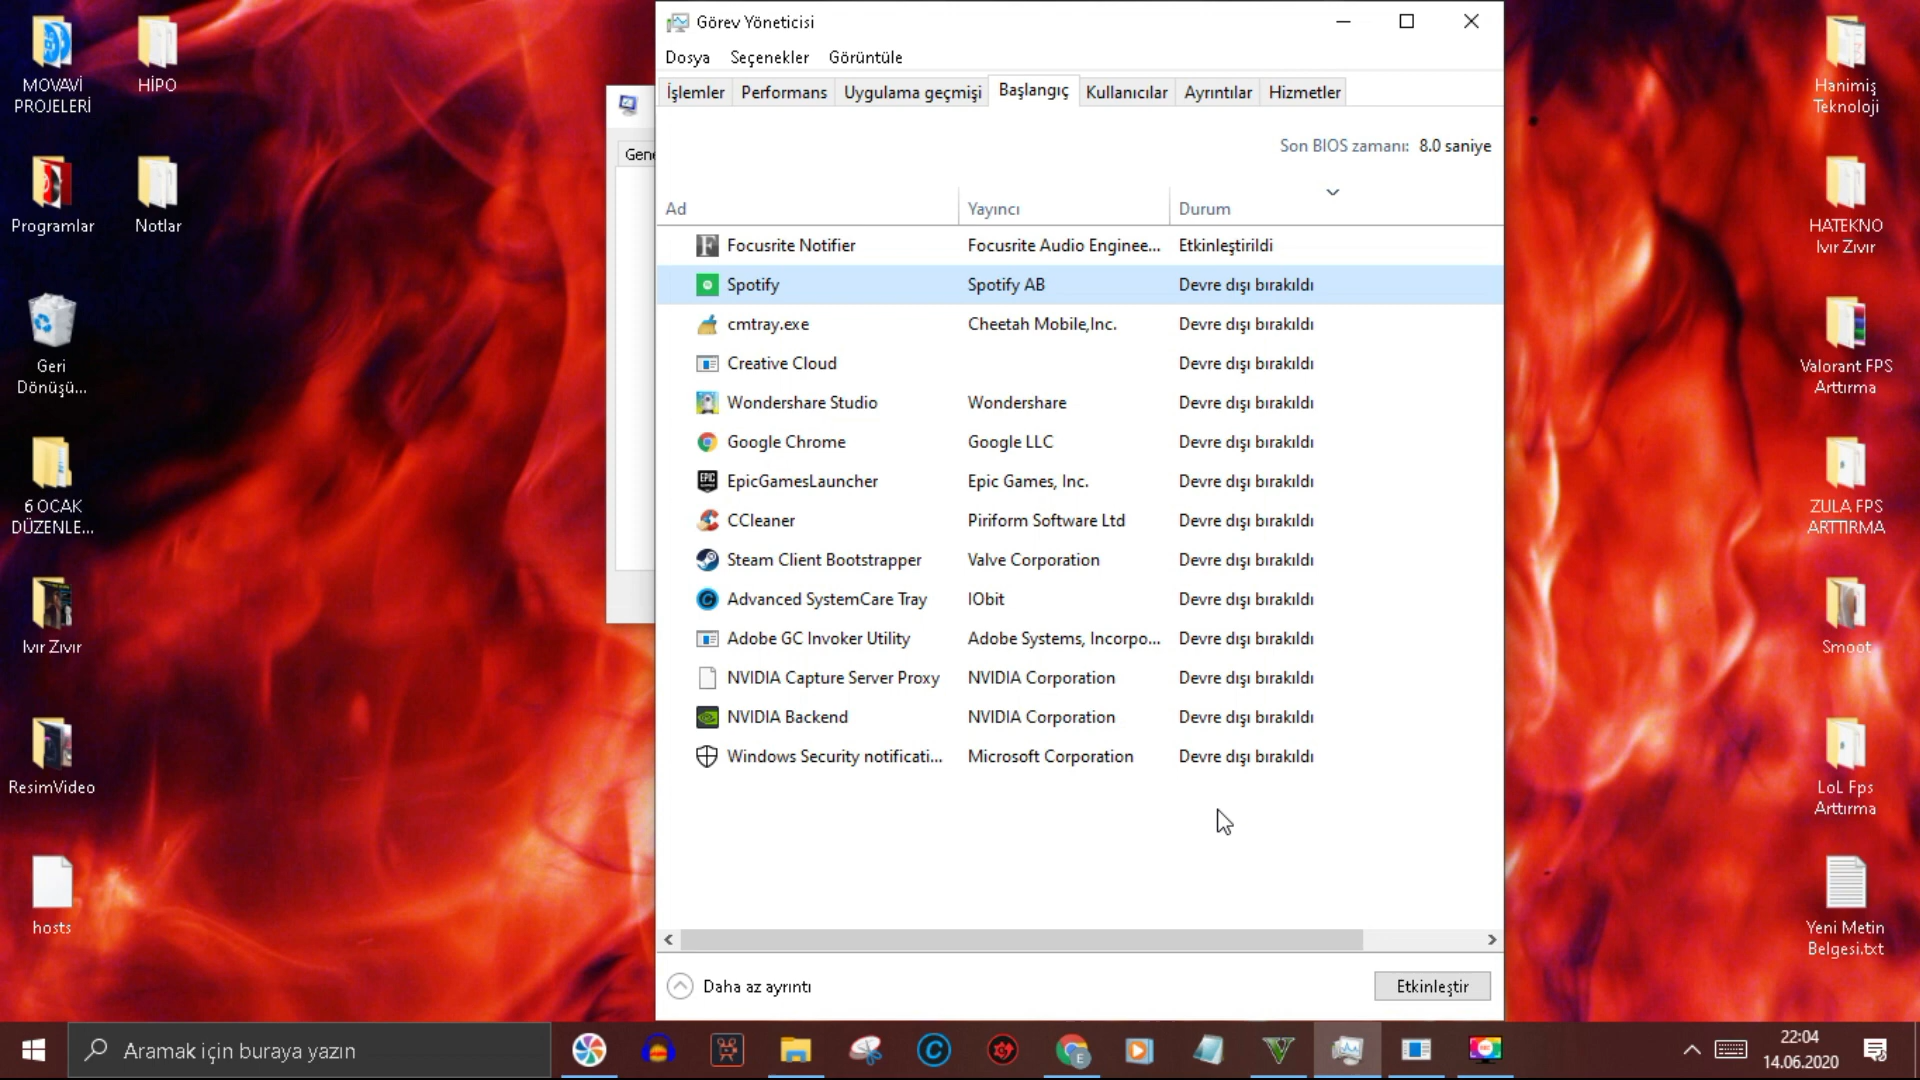 MOVAVİ
PROJELERİ
HİPO
Programlar
Notlar
Geri
Dönüşü...
6 OCAK
DÜZENLE...
Ivır Zıvır
ResimVideo
hosts
Gene
Görev Yöneticisi
Dosya Seçenekler Görüntüle
İşlemler Performans Uygulama geçmişi Başlangıç Kullanıcılar Ayrıntılar Hizmetler
Son BIOS zamanı: 8.0 saniye
Ad Yayıncı Durum
Focusrite Notifier Focusrite Audio Enginee... Etkinleştirildi
Spotify Spotify AB Devre dışı bırakıldı
cmtray.exe Cheetah Mobile,Inc. Devre dışı bırakıldı
Creative Cloud Devre dışı bırakıldı
Wondershare Studio Wondershare Devre dışı bırakıldı
Google Chrome Google LLC Devre dışı bırakıldı
EpicGamesLauncher Epic Games, Inc. Devre dışı bırakıldı
CCleaner Piriform Software Ltd Devre dışı bırakıldı
Steam Client Bootstrapper Valve Corporation Devre dışı bırakıldı
Advanced SystemCare Tray IObit Devre dışı bırakıldı
Adobe GC Invoker Utility Adobe Systems, Incorpo... Devre dışı bırakıldı
NVIDIA Capture Server Proxy NVIDIA Corporation Devre dışı bırakıldı
NVIDIA Backend NVIDIA Corporation Devre dışı bırakıldı
Windows Security notificati... Microsoft Corporation Devre dışı bırakıldı
Daha az ayrıntı
Etkinleştir
Hanimiş
Teknoloji
HATEKNO
Ivır Zıvır
Valorant FPS
Arttırma
ZULA FPS
ARTTIRMA
Smoot
LoL Fps
Arttırma
Yeni Metin
Belgesi.txt
Aramak için buraya yazın
22:04
14.06.2020